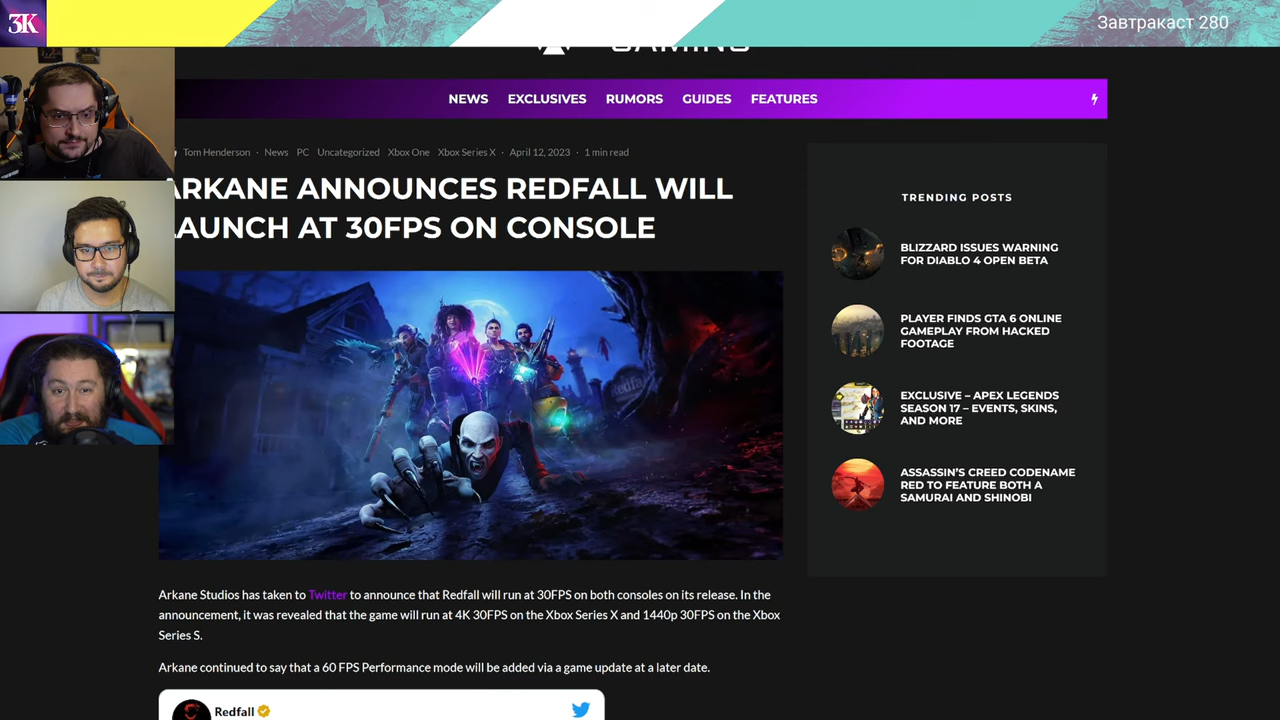 3K
Завтракаст 280
GAMING
NEWS EXCLUSIVES RUMORS GUIDES FEATURES
Tom Henderson · News PC Uncategorized Xbox One Xbox Series X · April 12, 2023 · 1 min read
ARKANE ANNOUNCES REDFALL WILL
LAUNCH AT 30FPS ON CONSOLE
Redfall
Arkane Studios has taken to Twitter to announce that Redfall will run at 30FPS on both consoles on its release. In the
announcement, it was revealed that the game will run at 4K 30FPS on the Xbox Series X and 1440p 30FPS on the Xbox
Series S.
Arkane continued to say that a 60 FPS Performance mode will be added via a game update at a later date.
Redfall
TRENDING POSTS
BLIZZARD ISSUES WARNING
FOR DIABLO 4 OPEN BETA
PLAYER FINDS GTA 6 ONLINE
GAMEPLAY FROM HACKED
FOOTAGE
EXCLUSIVE – APEX LEGENDS
SEASON 17 – EVENTS, SKINS,
AND MORE
ASSASSIN'S CREED CODENAME
RED TO FEATURE BOTH A
SAMURAI AND SHINOBI